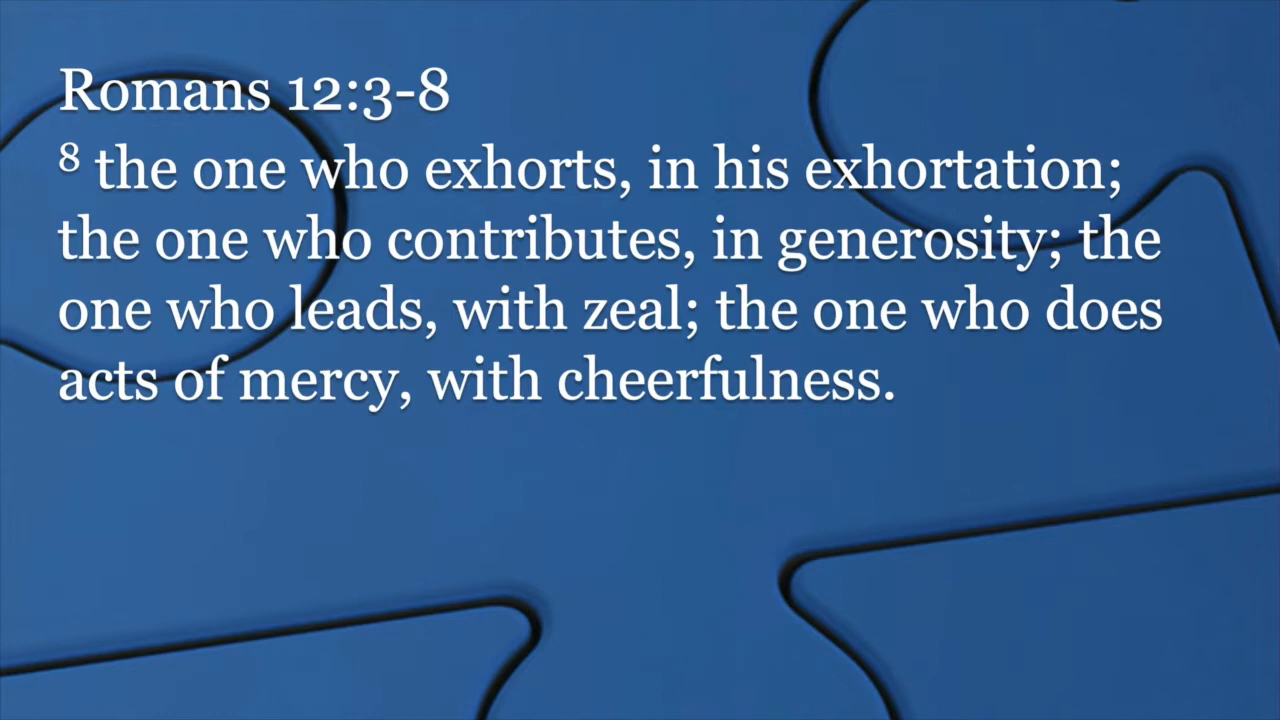 Romans 12:3-8
8 the one who exhorts, in his exhortation;
the one who contributes, in generosity; the
one who leads, with zeal; the one who does
acts of mercy, with cheerfulness.